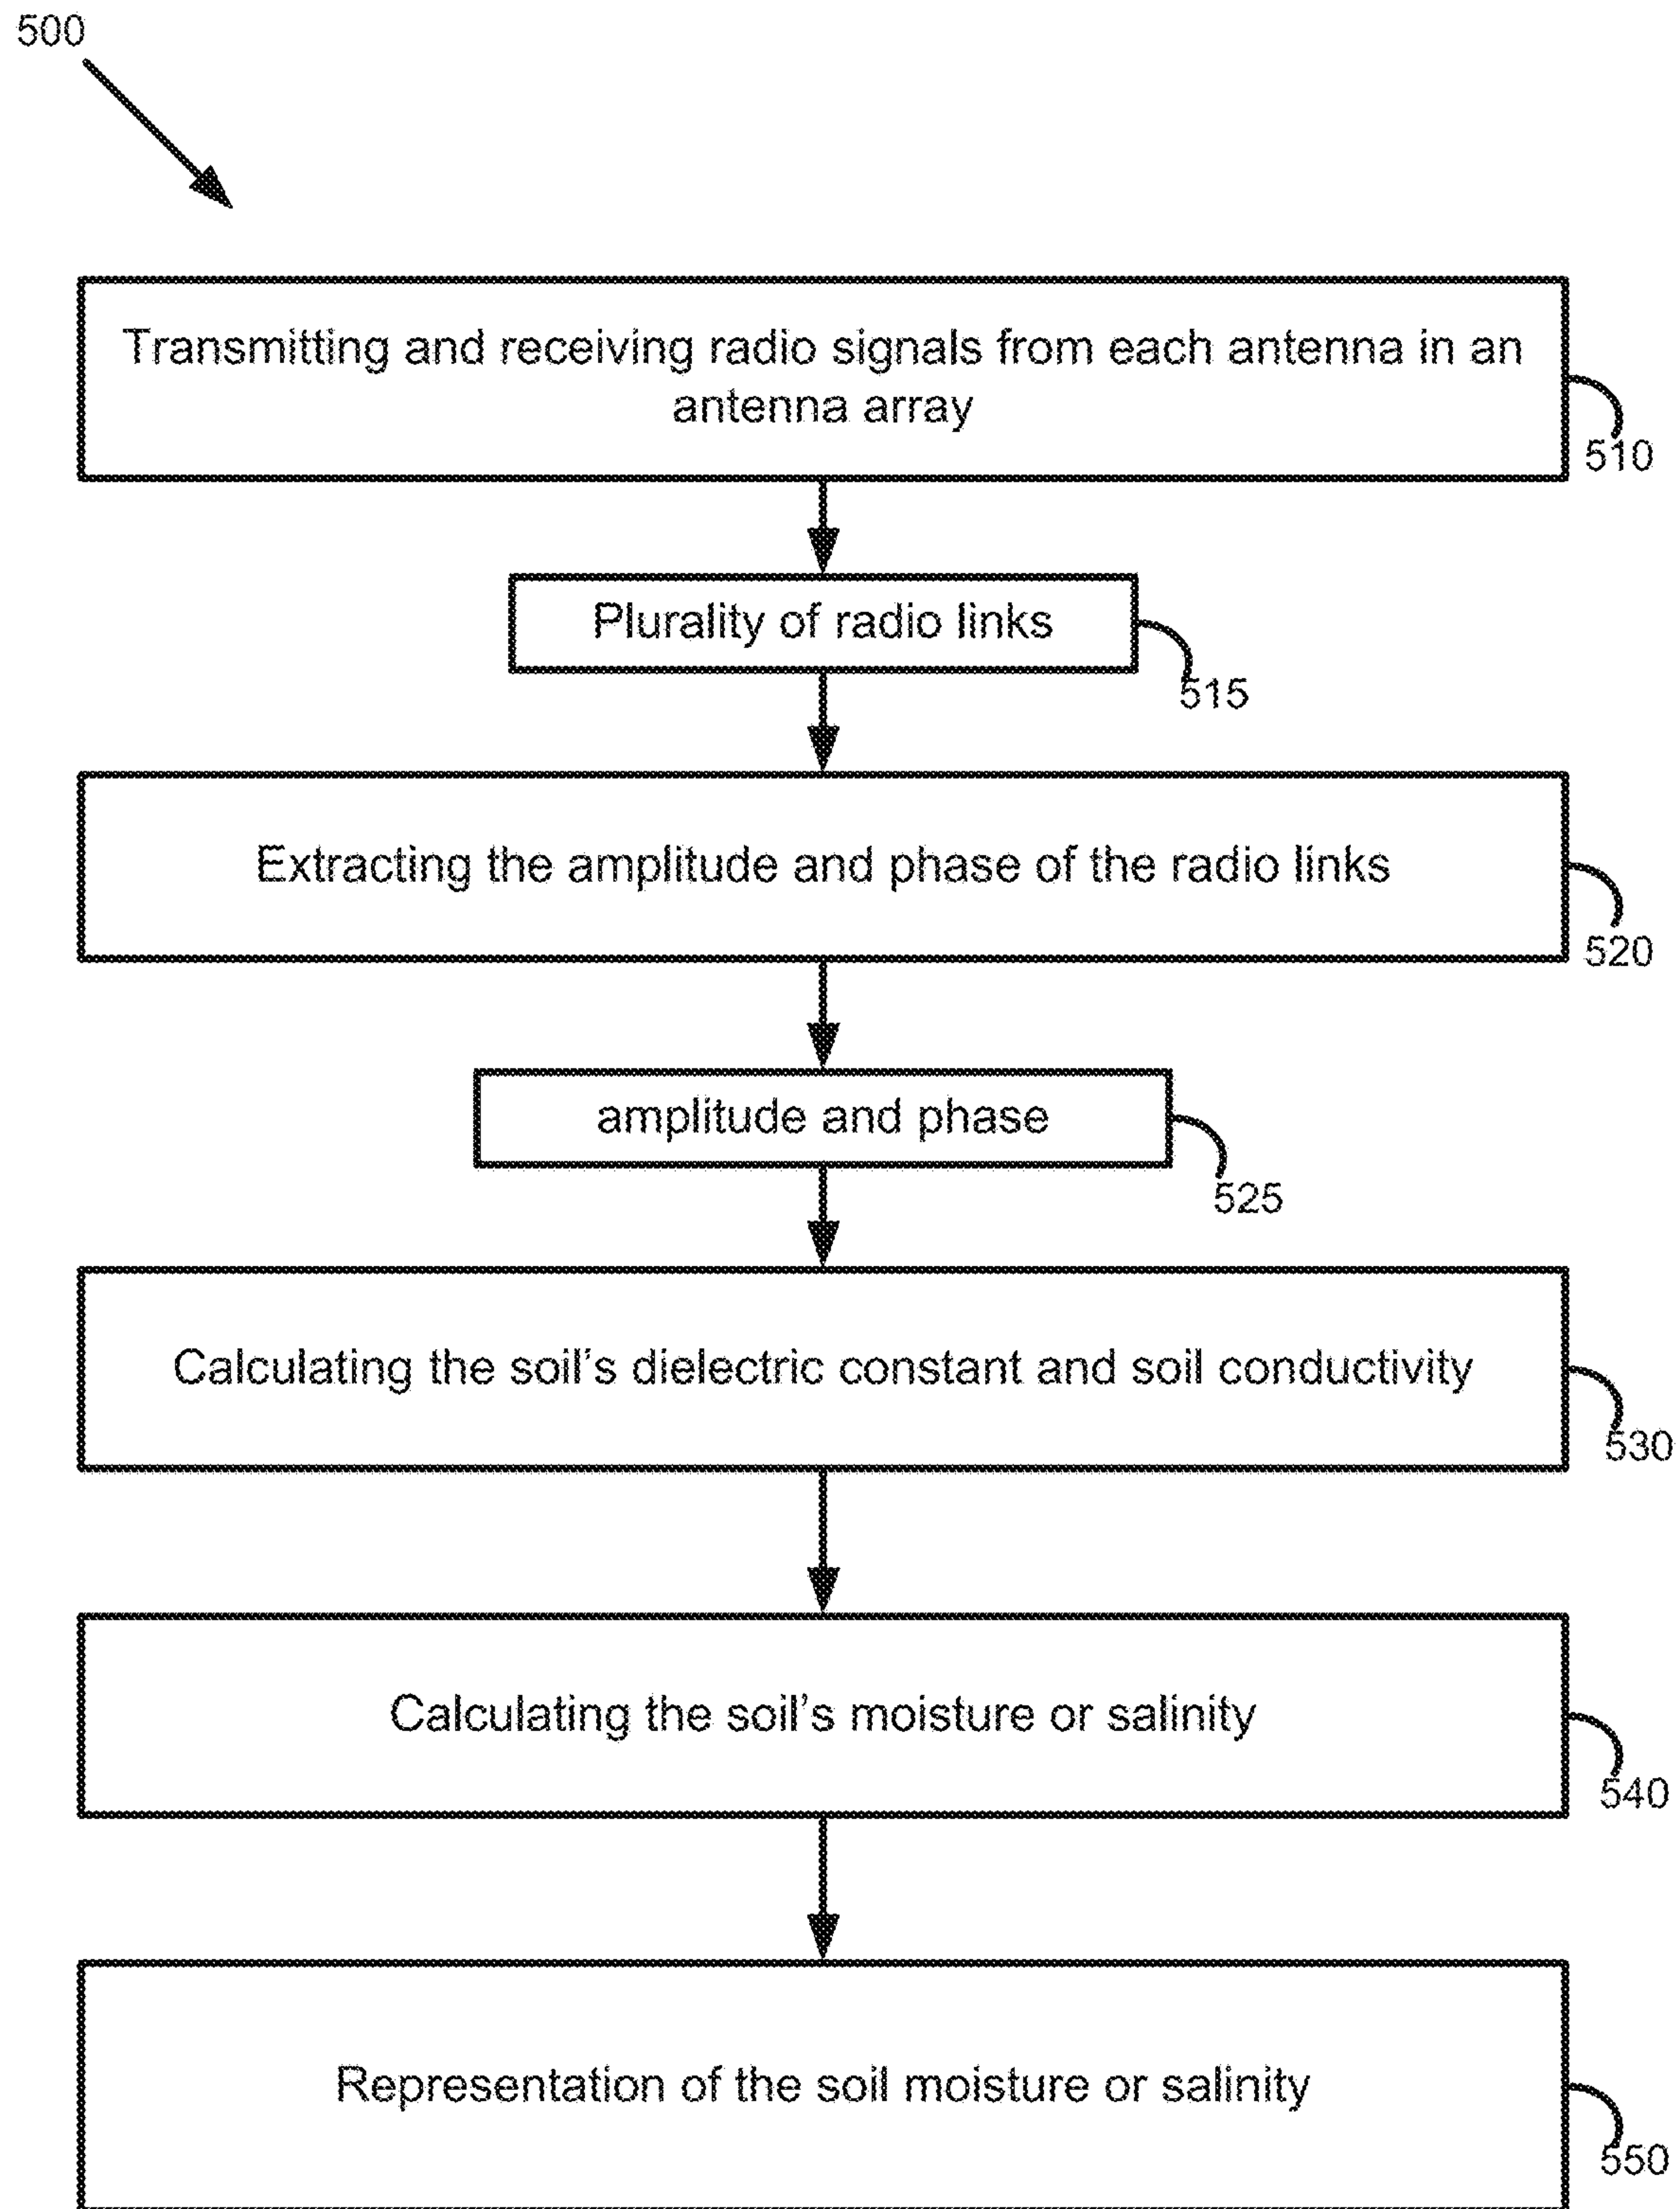 500
Transmitting and receiving radio signals from each antenna in an
antenna array
510
Plurality of radio links
515
Extracting the amplitude and phase of the radio links
520
amplitude and phase
525
Calculating the soil's dielectric constant and soil conductivity
530
Calculating the soil's moisture or salinity
540
Representation of the soil moisture or salinity
550